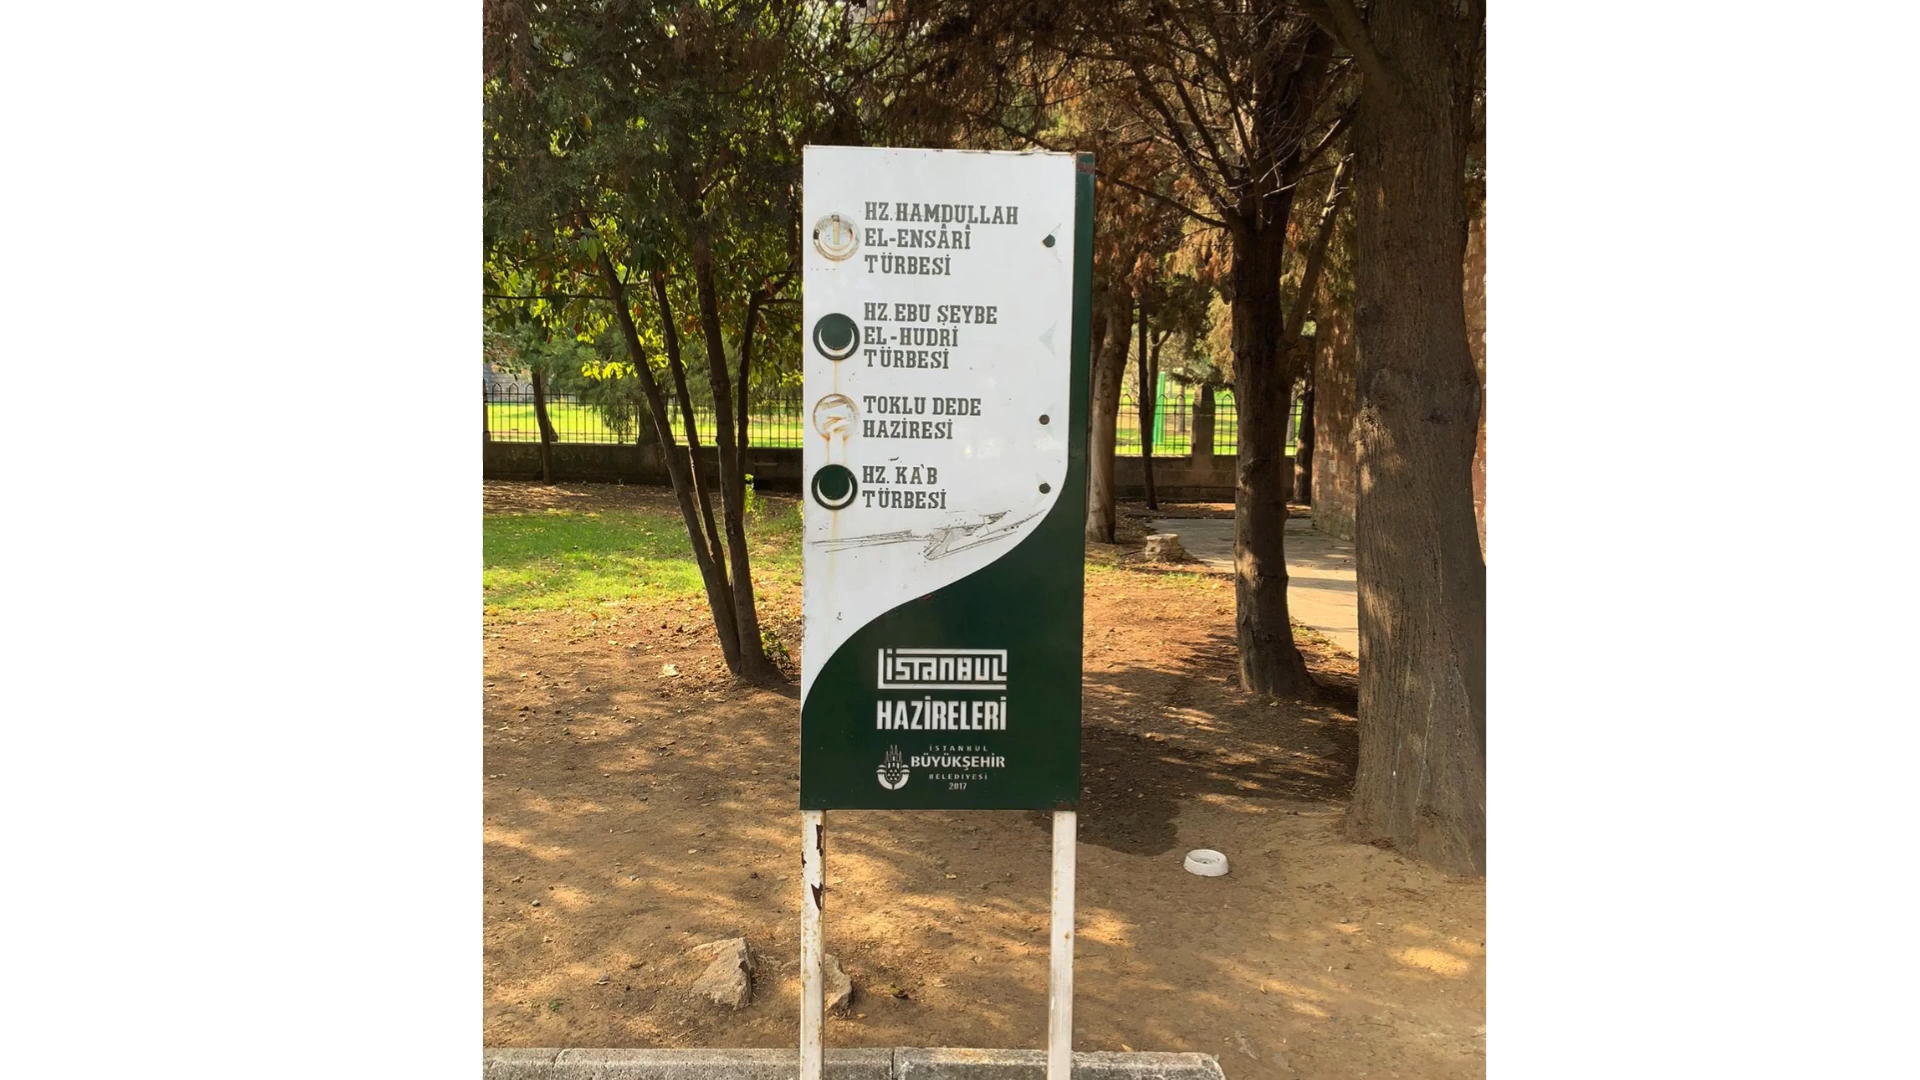 HZ. HAMDULLAH
EL-ENSÂRÎ
TÜRBESİ
HZ. EBU ŞEYBE
EL-HUDRİ
TÜRBESİ
TOKLU DEDE
HAZİRESİ
HZ. KA'B
TÜRBESİ
İSTANBUL
HAZİRELERİ
İSTANBUL
BÜYÜKŞEHİR
BELEDİYESİ
2017